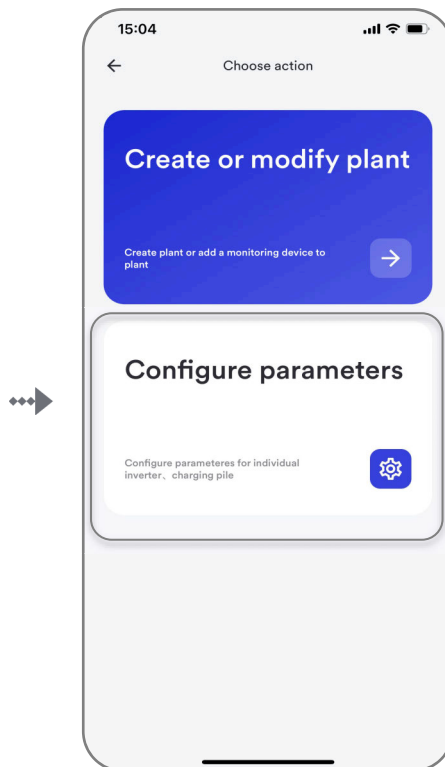 15:04
Choose action
Create or modify plant
Create plant or add a monitoring device to
plant
Configure parameters
Configure parameteres for individual
inverter、charging pile